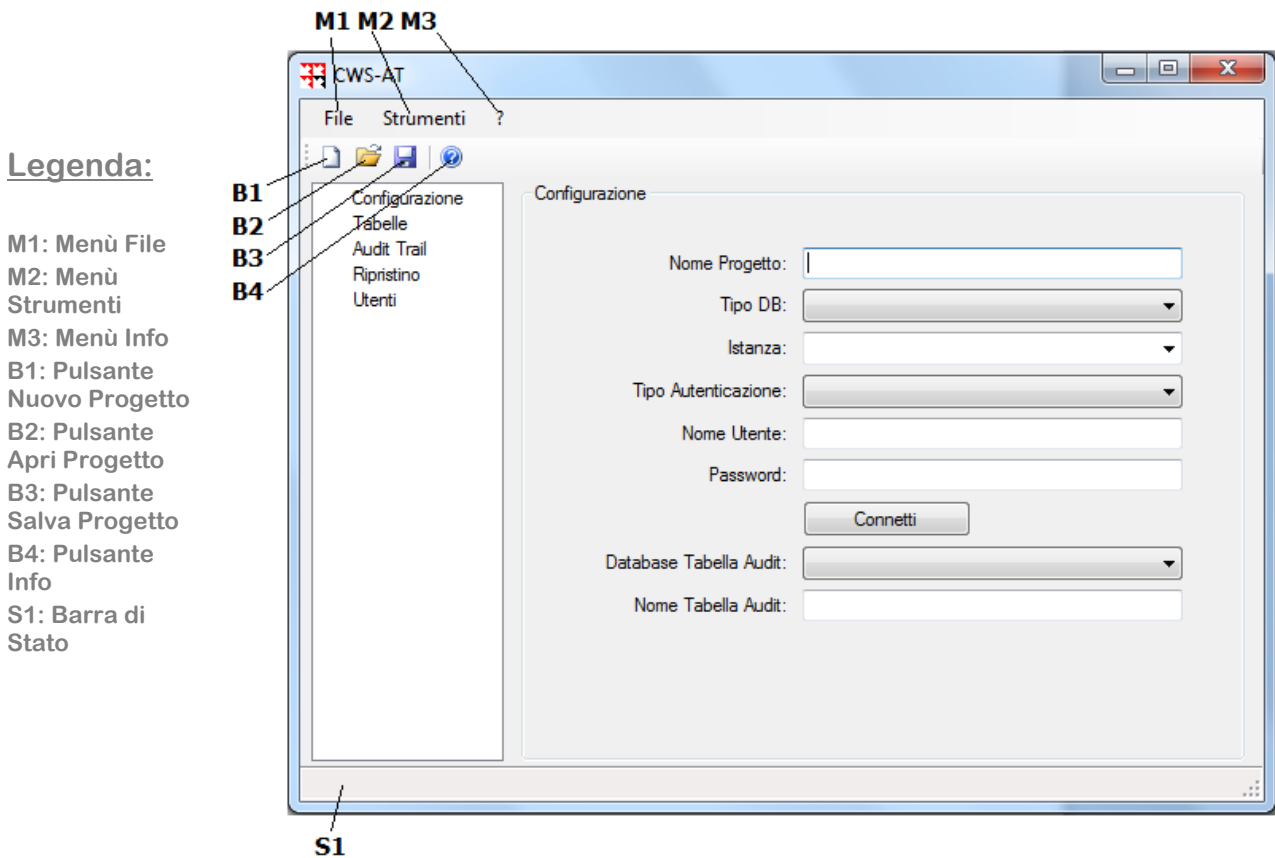 M1 M2 M3
CWS-AT
File Strumenti ?
Legenda:
M1: Menù File
M2: Menù
Strumenti
M3: Menù Info
B1: Pulsante
Nuovo Progetto
B2: Pulsante
Apri Progetto
B3: Pulsante
Salva Progetto
B4: Pulsante
Info
S1: Barra di
Stato
B1
B2
B3
B4
Configurazione
Tabelle
Audit Trail
Ripristino
Utenti
Configurazione
Nome Progetto:
Tipo DB:
Istanza:
Tipo Autenticazione:
Nome Utente:
Password:
Connetti
Database Tabella Audit:
Nome Tabella Audit:
S1